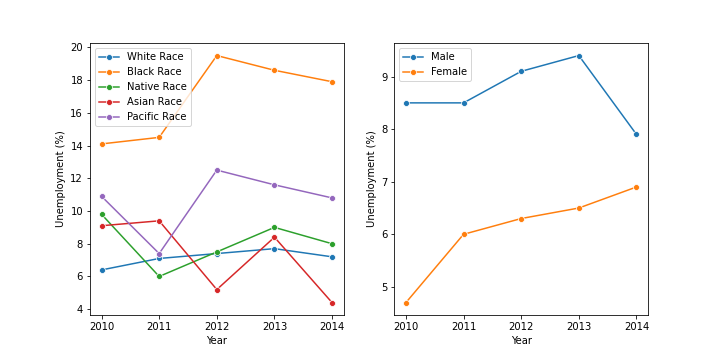 White Race
Black Race
Native Race
Asian Race
Pacific Race
Unemployment (%)
20
18
16
14
12
10
8
6
4
2010 2011 2012 2013 2014
Year
Male
Female
Unemployment (%)
9
8
7
6
5
2010 2011 2012 2013 2014
Year